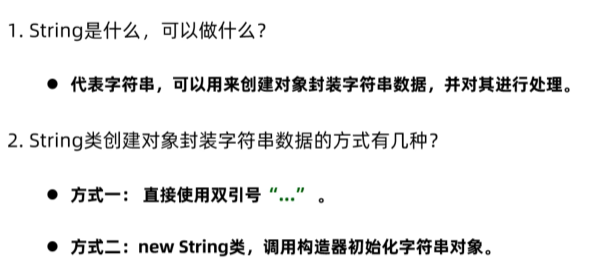 1. String是什么，可以做什么？
● 代表字符串，可以用来创建对象封装字符串数据，并对其进行处理。
2. String类创建对象封装字符串数据的方式有几种？
● 方式一： 直接使用双引号“...” 。
● 方式二：new String类，调用构造器初始化字符串对象。